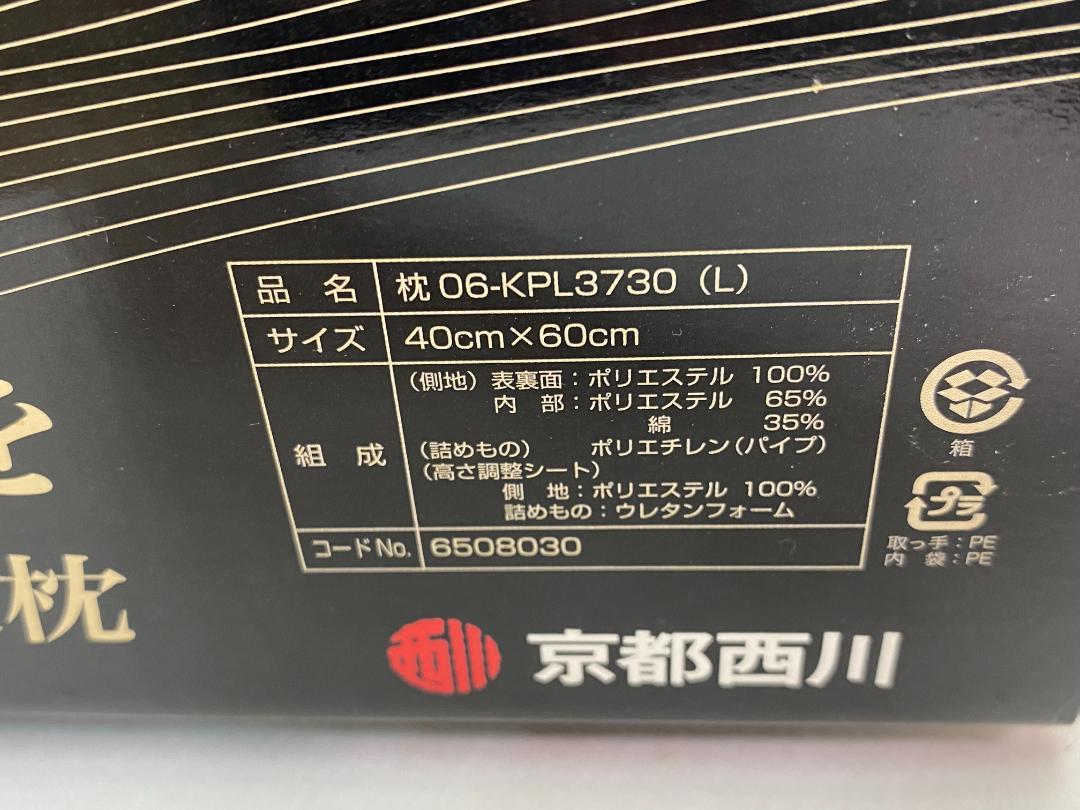 品 名 枕 06-KPL3730 (L)
サイズ 40cm×60cm
組 成 (側地) 表裏面:ポリエステル 100%
内 部:ポリエステル 65%
綿 35%
(詰めもの) ポリエチレン(パイプ)
(高さ調整シート)
側 地:ポリエステル 100%
詰めもの:ウレタンフォーム
コードNo. 6508030
箱
プラ
取っ手:PE
内 袋:PE
を
枕
西川 京都西川